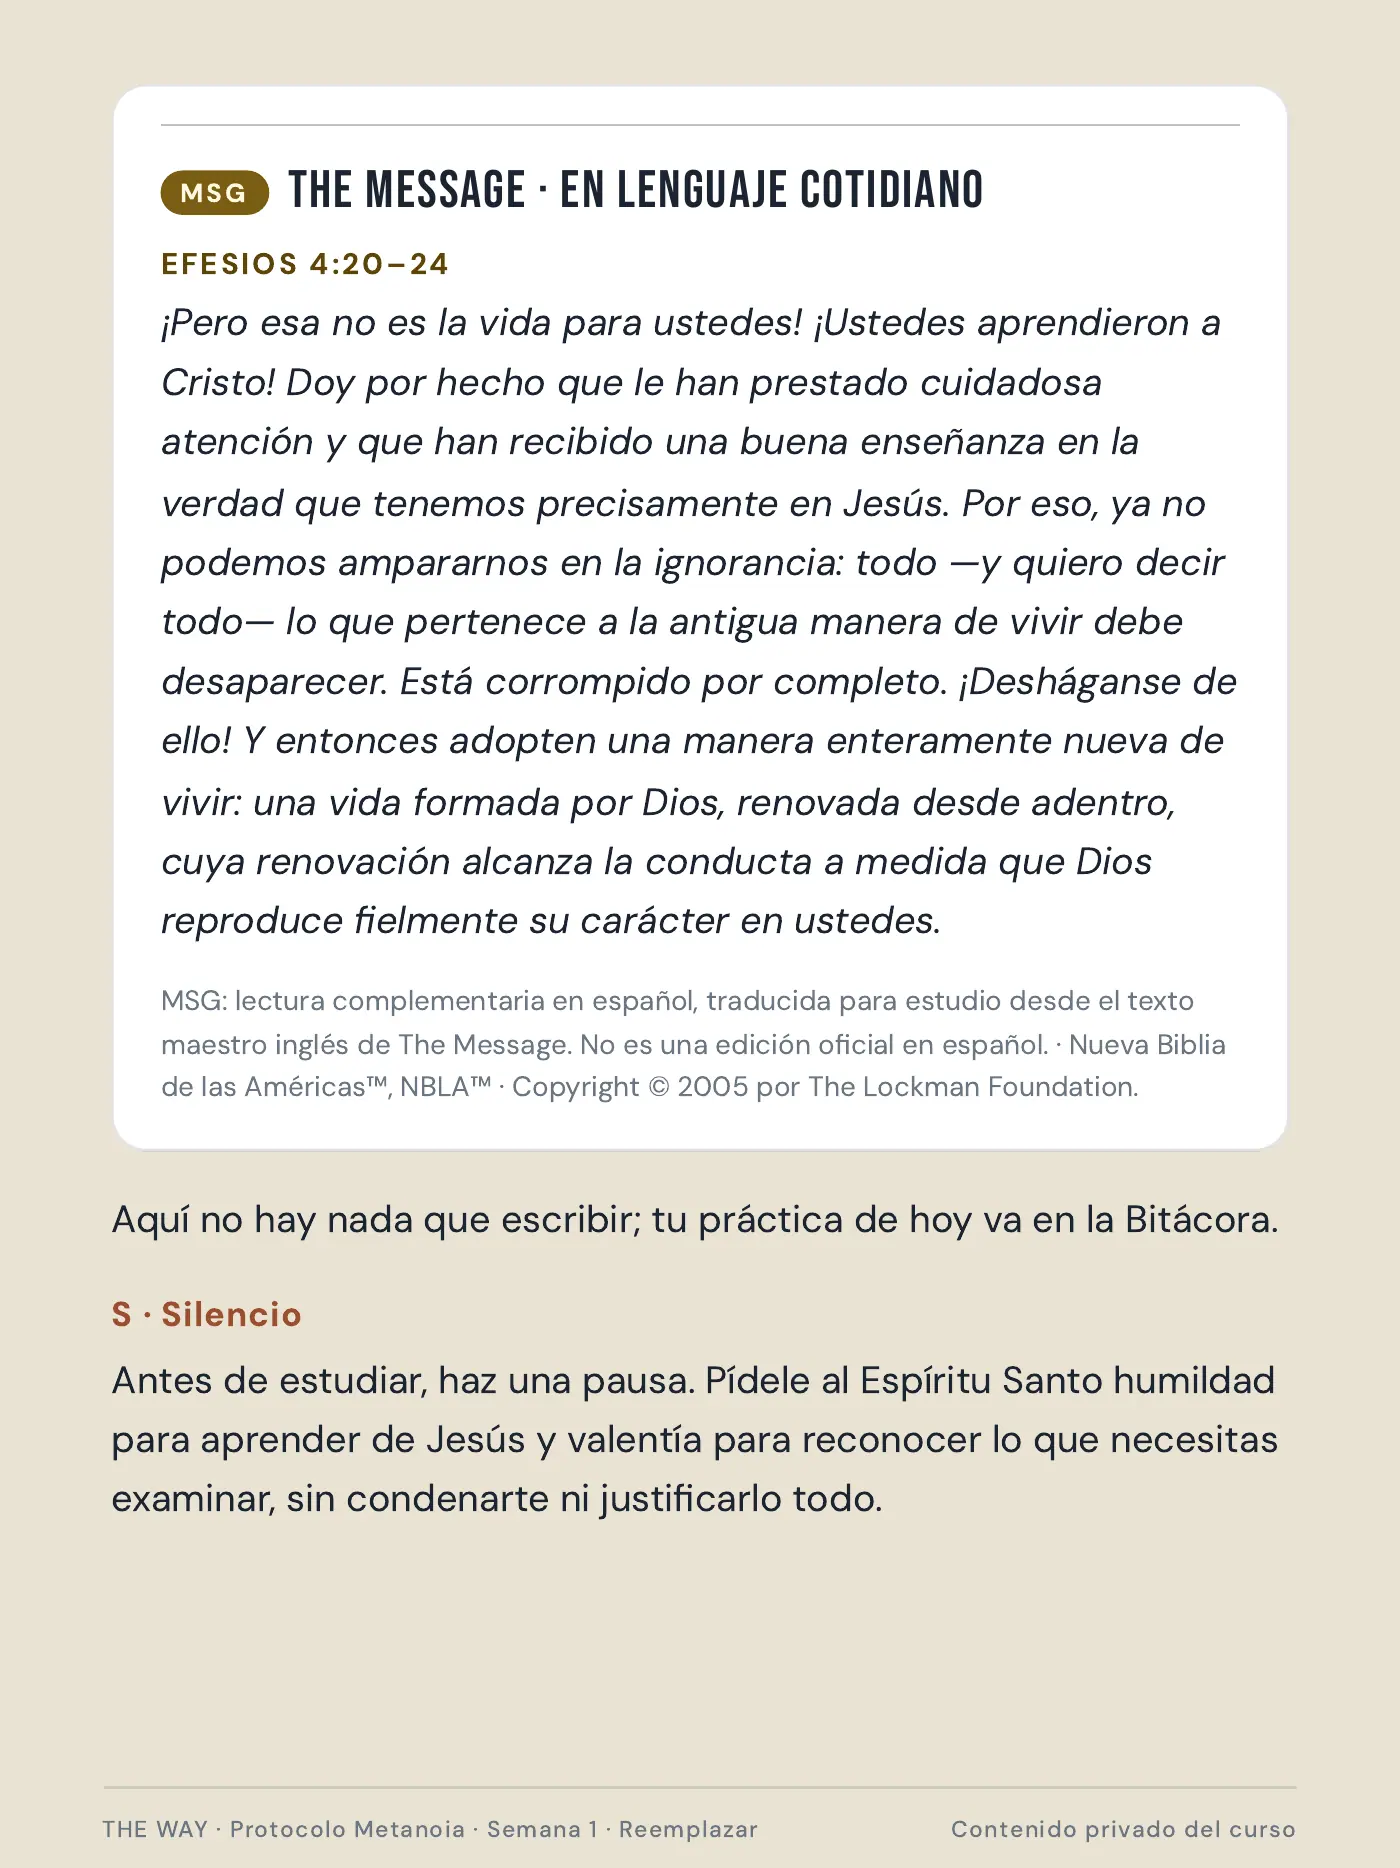 MSG THE MESSAGE · EN LENGUAJE COTIDIANO
EFESIOS 4:20–24
¡Pero esa no es la vida para ustedes! ¡Ustedes aprendieron a
Cristo! Doy por hecho que le han prestado cuidadosa
atención y que han recibido una buena enseñanza en la
verdad que tenemos precisamente en Jesús. Por eso, ya no
podemos ampararnos en la ignorancia: todo —y quiero decir
todo— lo que pertenece a la antigua manera de vivir debe
desaparecer. Está corrompido por completo. ¡Desháganse de
ello! Y entonces adopten una manera enteramente nueva de
vivir: una vida formada por Dios, renovada desde adentro,
cuya renovación alcanza la conducta a medida que Dios
reproduce fielmente su carácter en ustedes.
MSG: lectura complementaria en español, traducida para estudio desde el texto
maestro inglés de The Message. No es una edición oficial en español. · Nueva Biblia
de las Américas™, NBLA™ · Copyright © 2005 por The Lockman Foundation.
Aquí no hay nada que escribir; tu práctica de hoy va en la Bitácora.
S · Silencio
Antes de estudiar, haz una pausa. Pídele al Espíritu Santo humildad
para aprender de Jesús y valentía para reconocer lo que necesitas
examinar, sin condenarte ni justificarlo todo.
THE WAY · Protocolo Metanoia · Semana 1 · Reemplazar
Contenido privado del curso